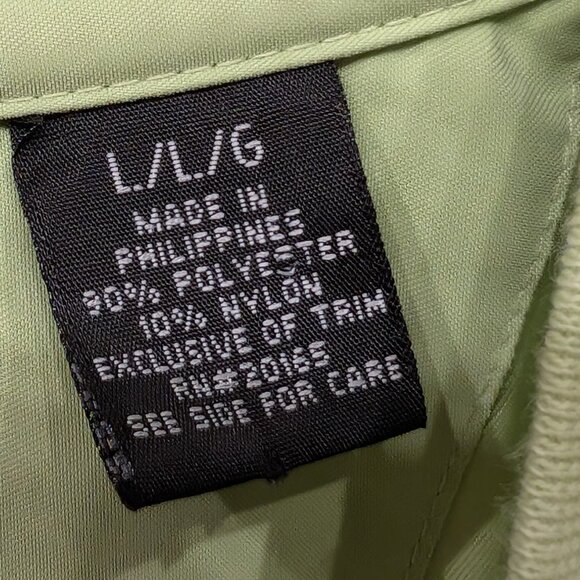 L/L/G
MADE IN
PHILIPPINES
90% POLYESTER
10% NYLON
EXCLUSIVE OF TRIM
RN#20165
SEE SIDE FOR CARE